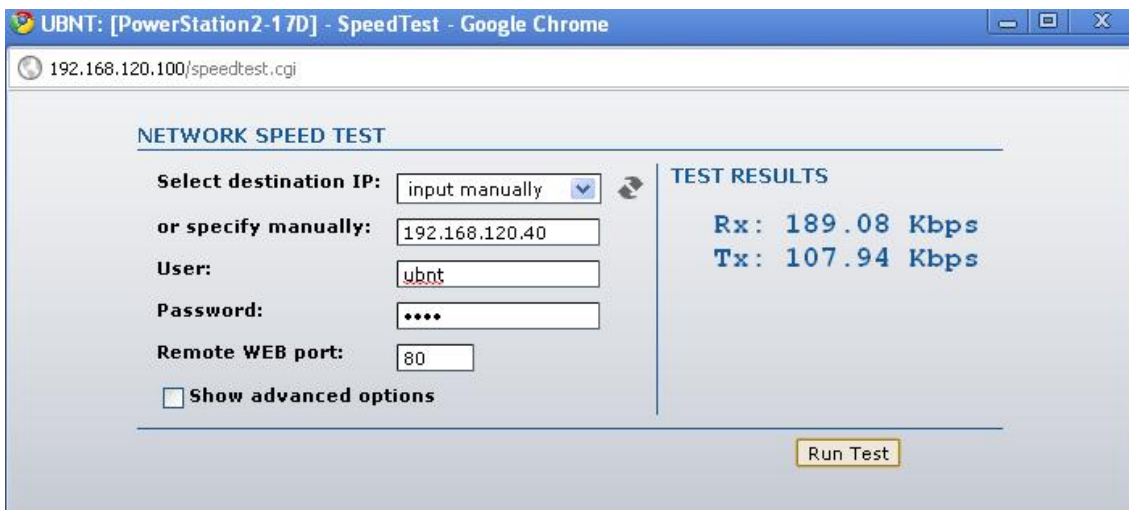 UBNT: [PowerStation2-17D] - SpeedTest - Google Chrome
192.168.120.100/speedtest.cgi
NETWORK SPEED TEST
Select destination IP: input manually
or specify manually: 192.168.120.40
User: ubnt
Password: ••••
Remote WEB port: 80
Show advanced options
TEST RESULTS
Rx: 189.08 Kbps
Tx: 107.94 Kbps
Run Test